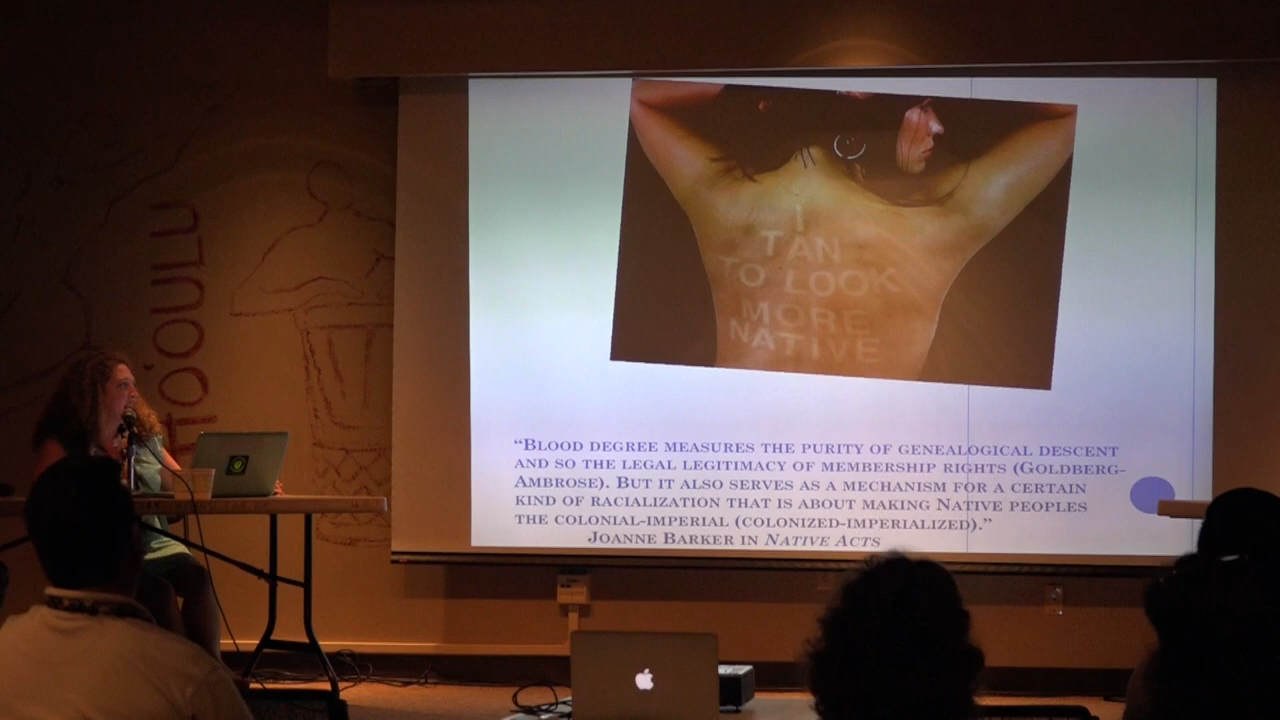 HO'OULU
I
TAN
TO LOOK
MORE
NATIVE
“BLOOD DEGREE MEASURES THE PURITY OF GENEALOGICAL DESCENT
AND SO THE LEGAL LEGITIMACY OF MEMBERSHIP RIGHTS (GOLDBERG-
AMBROSE). BUT IT ALSO SERVES AS A MECHANISM FOR A CERTAIN
KIND OF RACIALIZATION THAT IS ABOUT MAKING NATIVE PEOPLES
THE COLONIAL-IMPERIAL (COLONIZED-IMPERIALIZED).”
JOANNE BARKER IN NATIVE ACTS